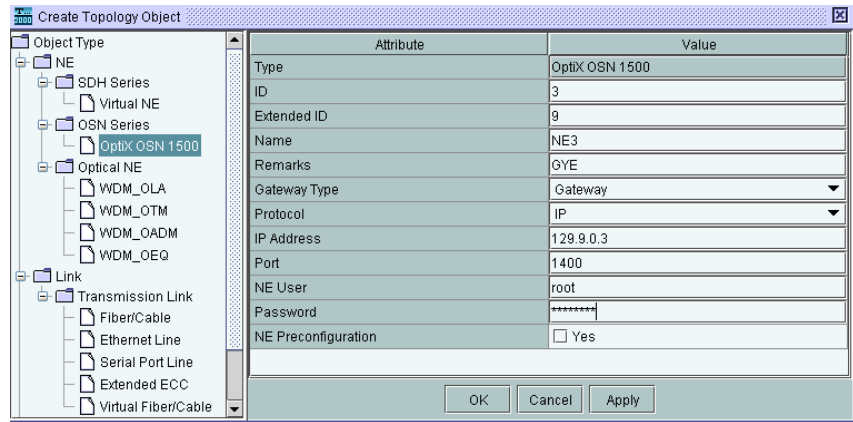 T... 2000 Create Topology Object
Object Type
NE
SDH Series
Virtual NE
OSN Series
OptiX OSN 1500
Optical NE
WDM_OLA
WDM_OTM
WDM_OADM
WDM_OEQ
Link
Transmission Link
Fiber/Cable
Ethernet Line
Serial Port Line
Extended ECC
Virtual Fiber/Cable
Attribute Value
Type OptiX OSN 1500
ID 3
Extended ID 9
Name NE3
Remarks GYE
Gateway Type Gateway
Protocol IP
IP Address 129.9.0.3
Port 1400
NE User root
Password ********
NE Preconfiguration Yes
OK Cancel Apply